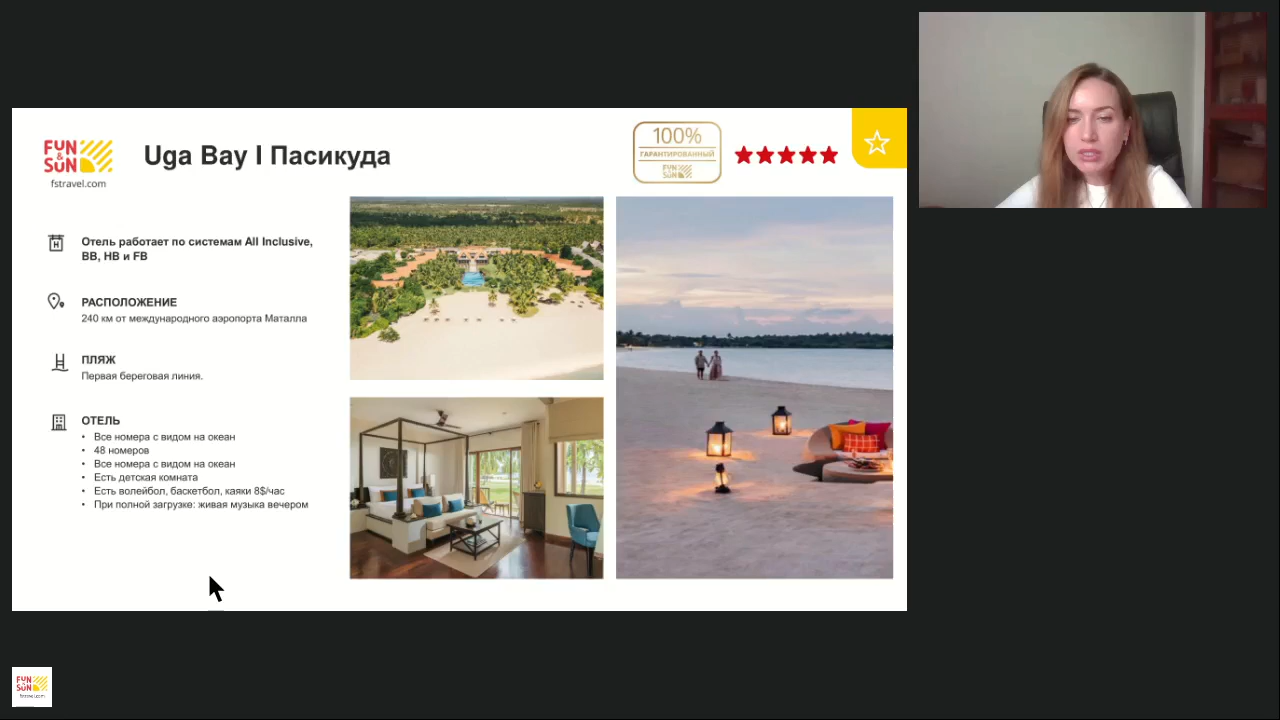 FUN
&
SUN
fstravel.com
Uga Bay I Пасикуда
100%
ГАРАНТИРОВАННЫЙ
FUN
&
SUN
Отель работает по системам All Inclusive,
BB, HB и FB
РАСПОЛОЖЕНИЕ
240 км от международного аэропорта Маталла
ПЛЯЖ
Первая береговая линия.
ОТЕЛЬ
• Все номера с видом на океан
• 48 номеров
• Все номера с видом на океан
• Есть детская комната
• Есть волейбол, баскетбол, каяки 8$/час
• При полной загрузке: живая музыка вечером
FUN
&
SUN
fstravel.com